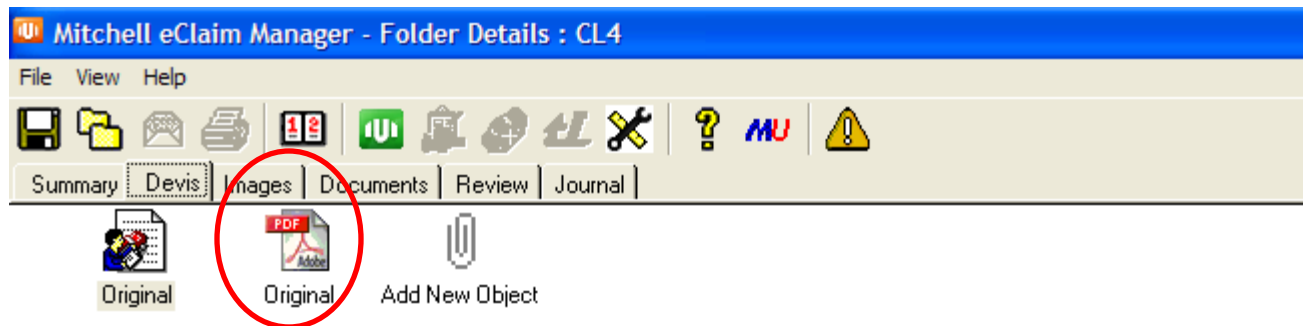 Mitchell eClaim Manager - Folder Details : CL4
File View Help
1 2 tL ? MU !
Summary Devis Images Documents Review Journal
PDF
Adobe
Original Original Add New Object